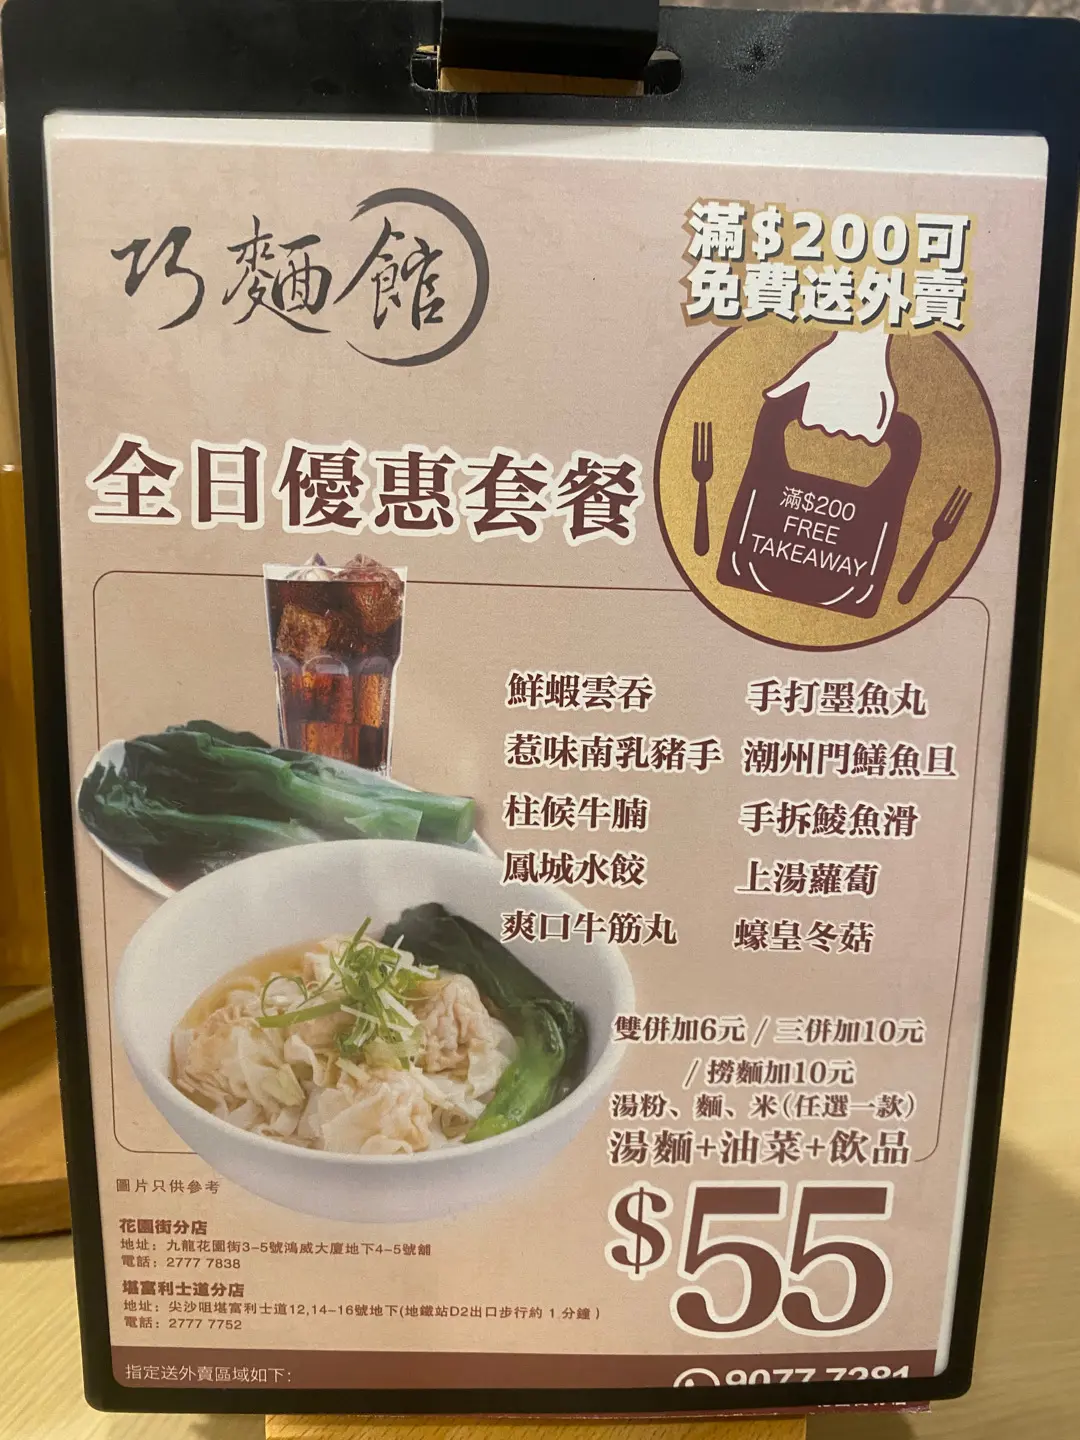 巧麵館
滿$200可
免費送外賣
滿$200
FREE
TAKEAWAY
全日優惠套餐
鮮蝦雲吞
手打墨魚丸
惹味南乳豬手
潮州門鱔魚旦
柱候牛腩
手拆鯪魚滑
鳳城水餃
上湯蘿蔔
爽口牛筋丸
蠔皇冬菇
雙併加6元 / 三併加10元
/ 撈麵加10元
湯粉、麵、米(任選一款)
湯麵+油菜+飲品
$55
圖片只供參考
花園街分店
地址：九龍花園街3-5號鴻威大廈地下4-5號舖
電話：2777 7838
堪富利士道分店
地址：尖沙咀堪富利士道12,14-16號地下(地鐵站D2出口步行約 1 分鐘)
電話：2777 7752
指定送外賣區域如下:
9077 7281